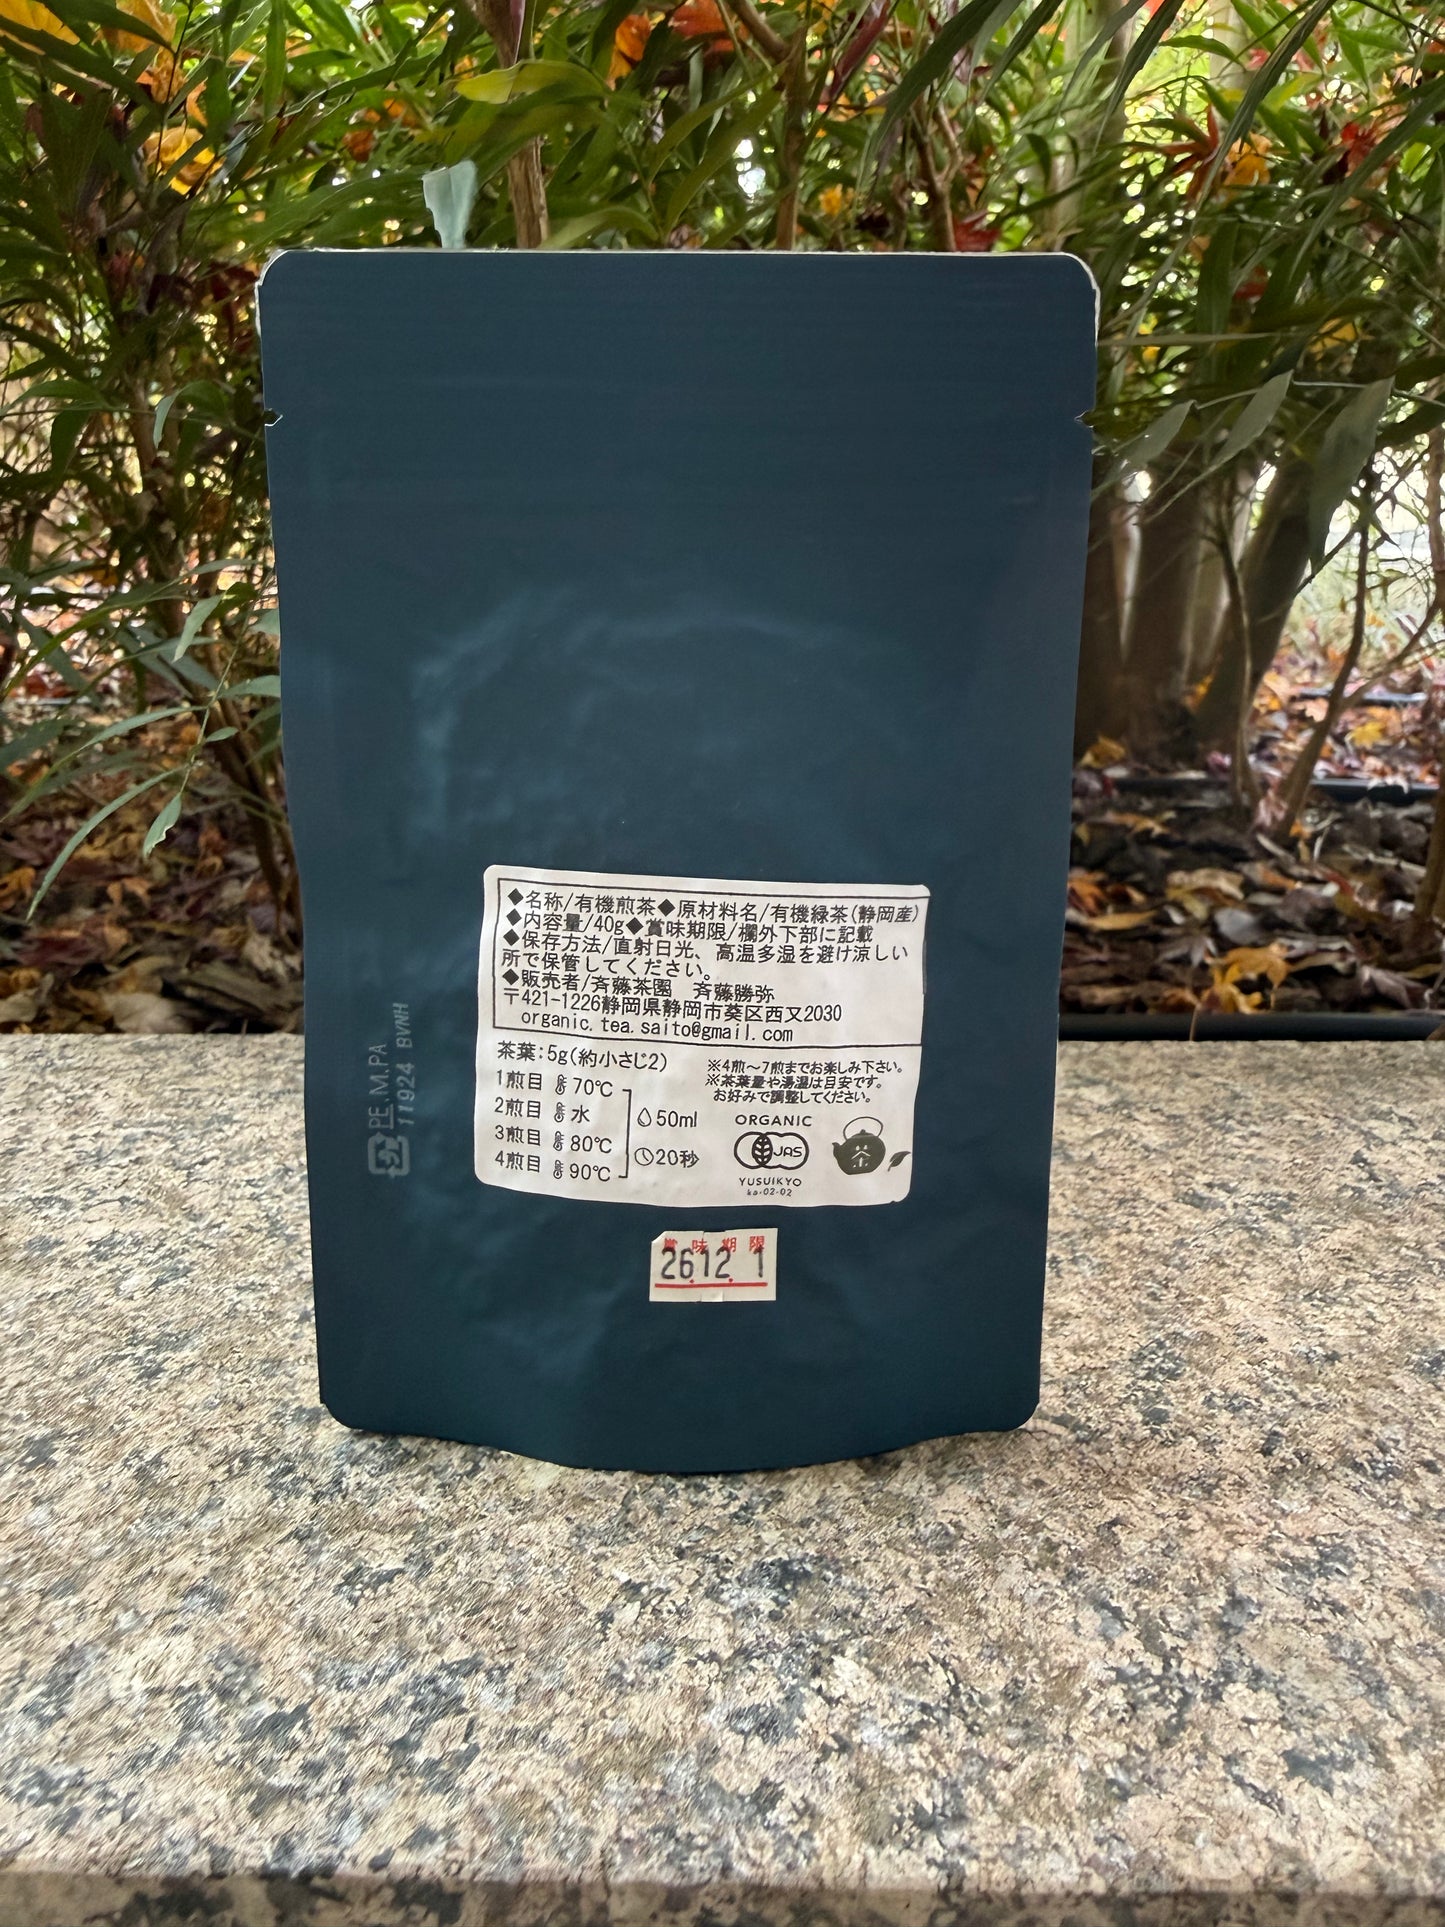 ◆名称/有機煎茶◆原材料名/有機緑茶(静岡産)
◆内容量/40g◆賞味期限/欄外下部に記載
◆保存方法/直射日光、高温多湿を避け涼しい
所で保管してください。
◆販売者/斉藤茶園　斉藤勝弥
〒421-1226静岡県静岡市葵区西又2030
organic.tea.saito@gmail.com
茶葉:5g(約小さじ2)
1煎目 70℃
2煎目 水
3煎目 80℃
4煎目 90℃
50ml
20秒
※4煎～7煎までお楽しみ下さい。
※茶葉量や湯温は目安です。
お好みで調整してください。
ORGANIC
JAS
YUSUIKYO
ka-02-02
茶
賞味期限
26.12. 1
プラ
PE.M.PA
11924 BVNH